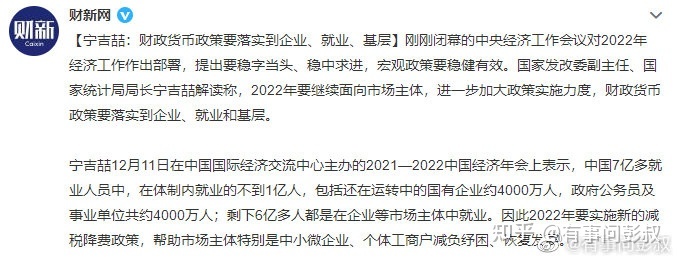 财新
Caixin
财新网
【宁吉喆：财政货币政策要落实到企业、就业、基层】刚刚闭幕的中央经济工作会议对2022年
经济工作作出部署，提出要稳字当头、稳中求进，宏观政策要稳健有效。国家发改委副主任、国
家统计局局长宁吉喆解读称，2022年要继续面向市场主体，进一步加大政策实施力度，财政货币
政策要落实到企业、就业和基层。
宁吉喆12月11日在中国国际经济交流中心主办的2021—2022中国经济年会上表示，中国7亿多就
业人员中，在体制内就业的不到1亿人，包括还在运转中的国有企业约4000万人，政府公务员及
事业单位共约4000万人；剩下6亿多人都是在企业等市场主体中就业。因此2022年要实施新的减
税降费政策，帮助市场主体特别是中小微企业、个体工商户减负纾困、恢复发展。
知乎 @有事问彭叔
@有事问彭叔